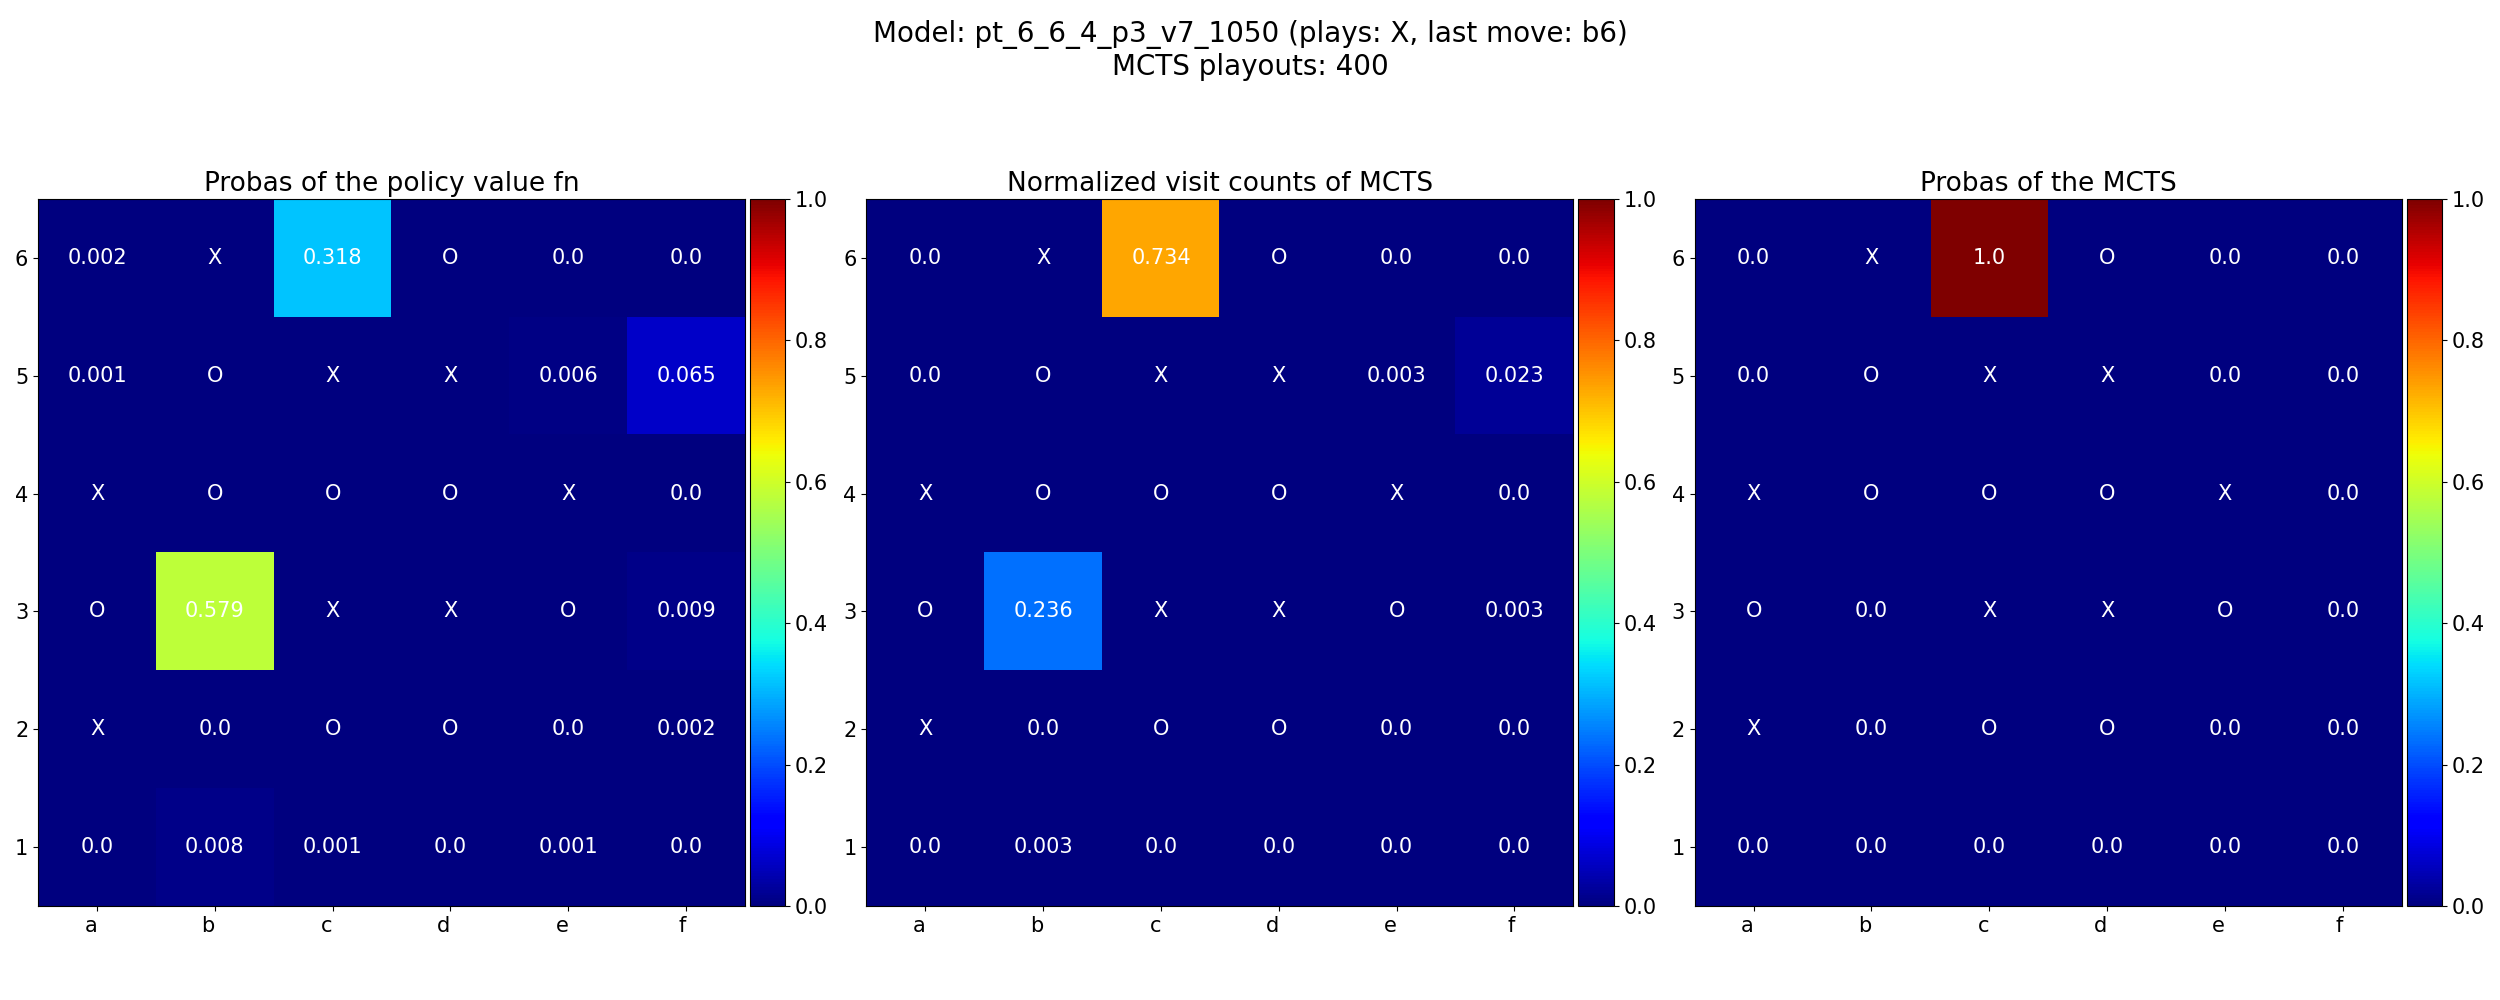 Model: pt_6_6_4_p3_v7_1050 (plays: X, last move: b6)
MCTS playouts: 400
Probas of the policy value fn
6 0.002 X 0.318 O 0.0 0.0
5 0.001 O X X 0.006 0.065
4 X O O O X 0.0
3 O 0.579 X X O 0.009
2 X 0.0 O O 0.0 0.002
1 0.0 0.008 0.001 0.0 0.001 0.0
a b c d e f
1.0
0.8
0.6
0.4
0.2
0.0
Normalized visit counts of MCTS
6 0.0 X 0.734 O 0.0 0.0
5 0.0 O X X 0.003 0.023
4 X O O O X 0.0
3 O 0.236 X X O 0.003
2 X 0.0 O O 0.0 0.0
1 0.0 0.003 0.0 0.0 0.0 0.0
a b c d e f
1.0
0.8
0.6
0.4
0.2
0.0
Probas of the MCTS
6 0.0 X 1.0 O 0.0 0.0
5 0.0 O X X 0.0 0.0
4 X O O O X 0.0
3 O 0.0 X X O 0.0
2 X 0.0 O O 0.0 0.0
1 0.0 0.0 0.0 0.0 0.0 0.0
a b c d e f
1.0
0.8
0.6
0.4
0.2
0.0